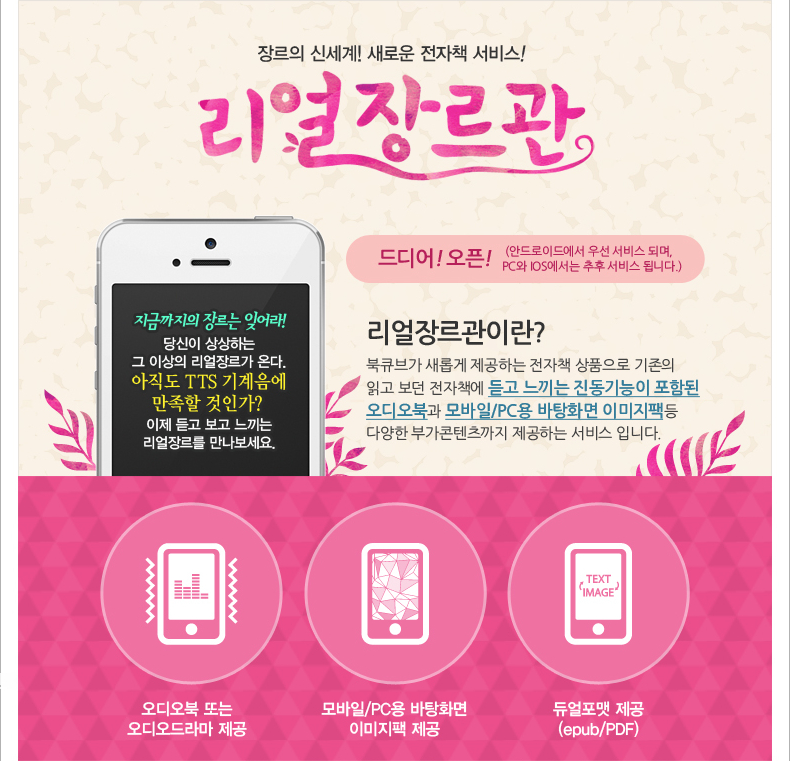 장르의 신세계! 새로운 전자책 서비스!
리얼장르관
드디어! 오픈!
(안드로이드에서 우선 서비스 되며,
PC와 IOS에서는 추후 서비스 됩니다.)
지금까지의 장르는 잊어라!
당신이 상상하는
그 이상의 리얼장르가 온다.
아직도 TTS 기계음에
만족할 것인가?
이제 듣고 보고 느끼는
리얼장르를 만나보세요.
리얼장르관이란?
북큐브가 새롭게 제공하는 전자책 상품으로 기존의
읽고 보던 전자책에 듣고 느끼는 진동기능이 포함된
오디오북과 모바일/PC용 바탕화면 이미지팩등
다양한 부가콘텐츠까지 제공하는 서비스 입니다.
TEXT
IMAGE
오디오북 또는
오디오드라마 제공
모바일/PC용 바탕화면
이미지팩 제공
듀얼포맷 제공
(epub/PDF)